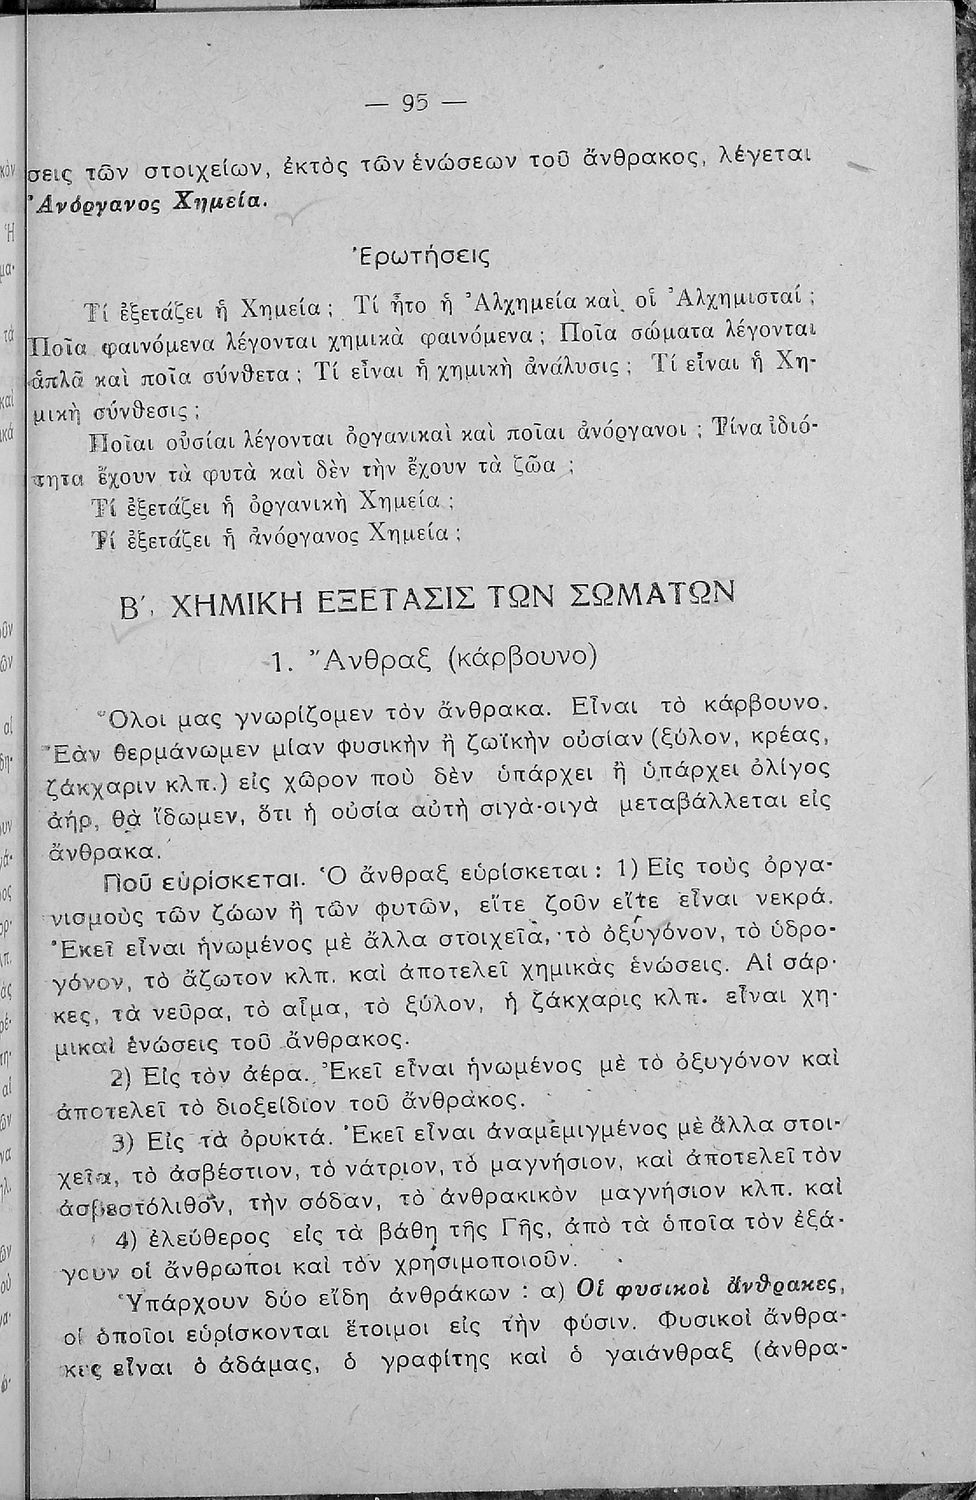 — 95 —
σεις τῶν στοιχείων, ἐκτὸς τῶν ἑνώσεων τοῦ ἄνθρακος, λέγεται
Ἀνόργανος Χημεία.
Ἐρωτήσεις
Τί ἐξετάζει ἡ Χημεία; Τί ἦτο ἡ Ἀλχημεία καὶ οἱ Ἀλχημισταί;
Ποῖα φαινόμενα λέγονται χημικὰ φαινόμενα; Ποῖα σώματα λέγονται
ἁπλᾶ καὶ ποῖα σύνθετα; Τί εἶναι ἡ χημικὴ ἀνάλυσις; Τί εἶναι ἡ Χη-
μικὴ σύνθεσις;
Ποῖαι οὐσίαι λέγονται ὀργανικαὶ καὶ ποῖαι ἀνόργανοι; Τίνα ἰδιό-
τητα ἔχουν τὰ φυτὰ καὶ δὲν τὴν ἔχουν τὰ ζῶα;
Τί ἐξετάζει ἡ ὀργανικὴ Χημεία;
Τί ἐξετάζει ἡ ἀνόργανος Χημεία;
Β΄. ΧΗΜΙΚΗ ΕΞΕΤΑΣΙΣ ΤΩΝ ΣΩΜΑΤΩΝ
1. Ἄνθραξ (κάρβουνο)
Ὅλοι μας γνωρίζομεν τὸν ἄνθρακα. Εἶναι τὸ κάρβουνο.
Ἐὰν θερμάνωμεν μίαν φυσικὴν ἢ ζωϊκὴν οὐσίαν (ξύλον, κρέας,
ζάκχαριν κλπ.) εἰς χῶρον ποὺ δὲν ὑπάρχει ἢ ὑπάρχει ὀλίγος
ἀήρ, θὰ ἴδωμεν, ὅτι ἡ οὐσία αὐτὴ σιγὰ-σιγὰ μεταβάλλεται εἰς
ἄνθρακα.
Ποῦ εὑρίσκεται. Ὁ ἄνθραξ εὑρίσκεται: 1) Εἰς τοὺς ὀργα-
νισμοὺς τῶν ζώων ἢ τῶν φυτῶν, εἴτε ζοῦν εἴτε εἶναι νεκρά.
Ἐκεῖ εἶναι ἡνωμένος μὲ ἄλλα στοιχεῖα, τὸ ὀξυγόνον, τὸ ὑδρο-
γόνον, τὸ ἄζωτον κλπ. καὶ ἀποτελεῖ χημικὰς ἑνώσεις. Αἱ σάρ-
κες, τὰ νεῦρα, τὸ αἷμα, τὸ ξύλον, ἡ ζάκχαρις κλπ. εἶναι χη-
μικαὶ ἑνώσεις τοῦ ἄνθρακος.
2) Εἰς τὸν ἀέρα. Ἐκεῖ εἶναι ἡνωμένος μὲ τὸ ὀξυγόνον καὶ
ἀποτελεῖ τὸ διοξείδιον τοῦ ἄνθρακος.
3) Εἰς τὰ ὀρυκτά. Ἐκεῖ εἶναι ἀναμεμιγμένος μὲ ἄλλα στοι-
χεῖα, τὸ ἀσβέστιον, τὸ νάτριον, τὸ μαγνήσιον, καὶ ἀποτελεῖ τὸν
ἀσβεστόλιθον, τὴν σόδαν, τὸ ἀνθρακικὸν μαγνήσιον κλπ. καὶ
4) ἐλεύθερος εἰς τὰ βάθη τῆς Γῆς, ἀπὸ τὰ ὁποῖα τὸν ἐξά-
γουν οἱ ἄνθρωποι καὶ τὸν χρησιμοποιοῦν.
Ὑπάρχουν δύο εἴδη ἀνθράκων: α) Οἱ φυσικοὶ ἄνθρακες,
οἱ ὁποῖοι εὑρίσκονται ἕτοιμοι εἰς τὴν φύσιν. Φυσικοὶ ἄνθρα-
κες εἶναι ὁ ἀδάμας, ὁ γραφίτης καὶ ὁ γαιάνθραξ (ἀνθρα-